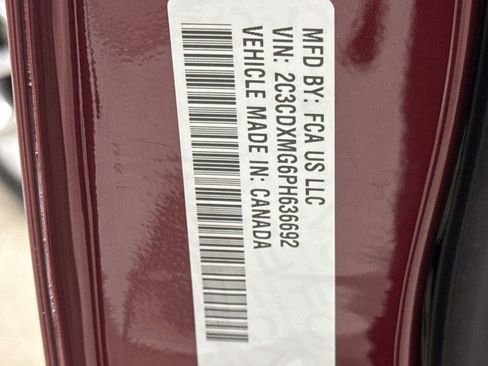 MFD BY: FCA US LLC
VIN: 2C3CDXMG6PH636692
VEHICLE MADE IN: CANADA